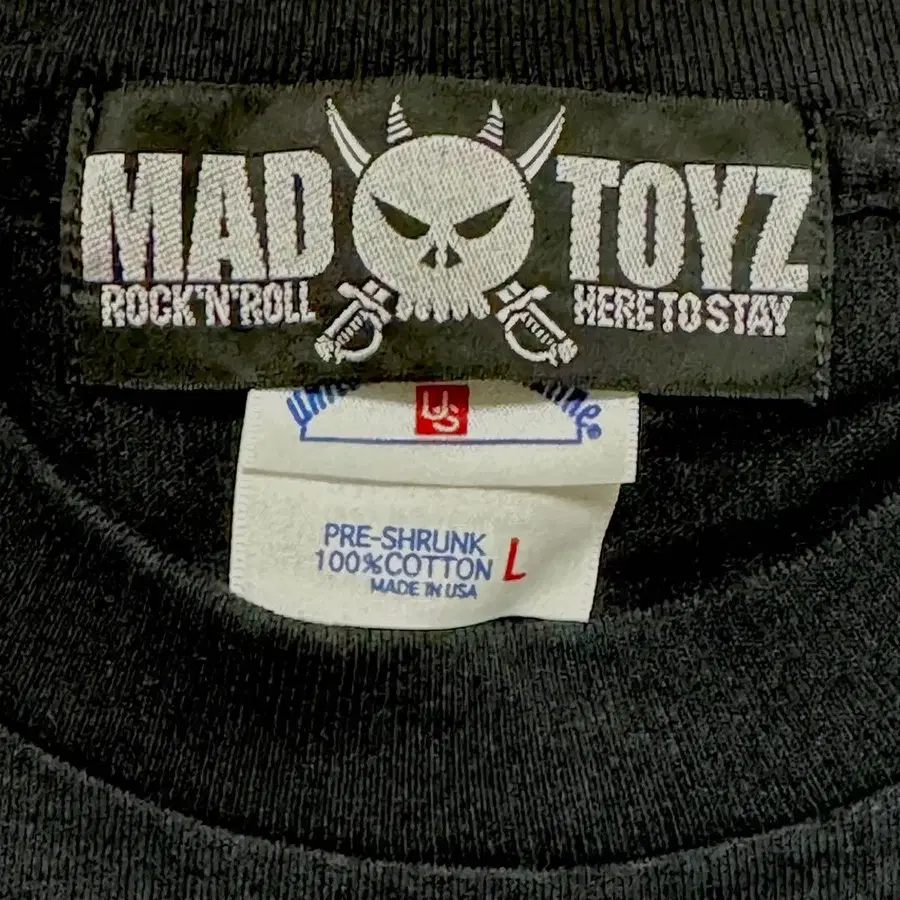 MAD TOYZ
ROCK'N'ROLL HERE TO STAY
US
PRE-SHRUNK
100% COTTON L
MADE IN USA